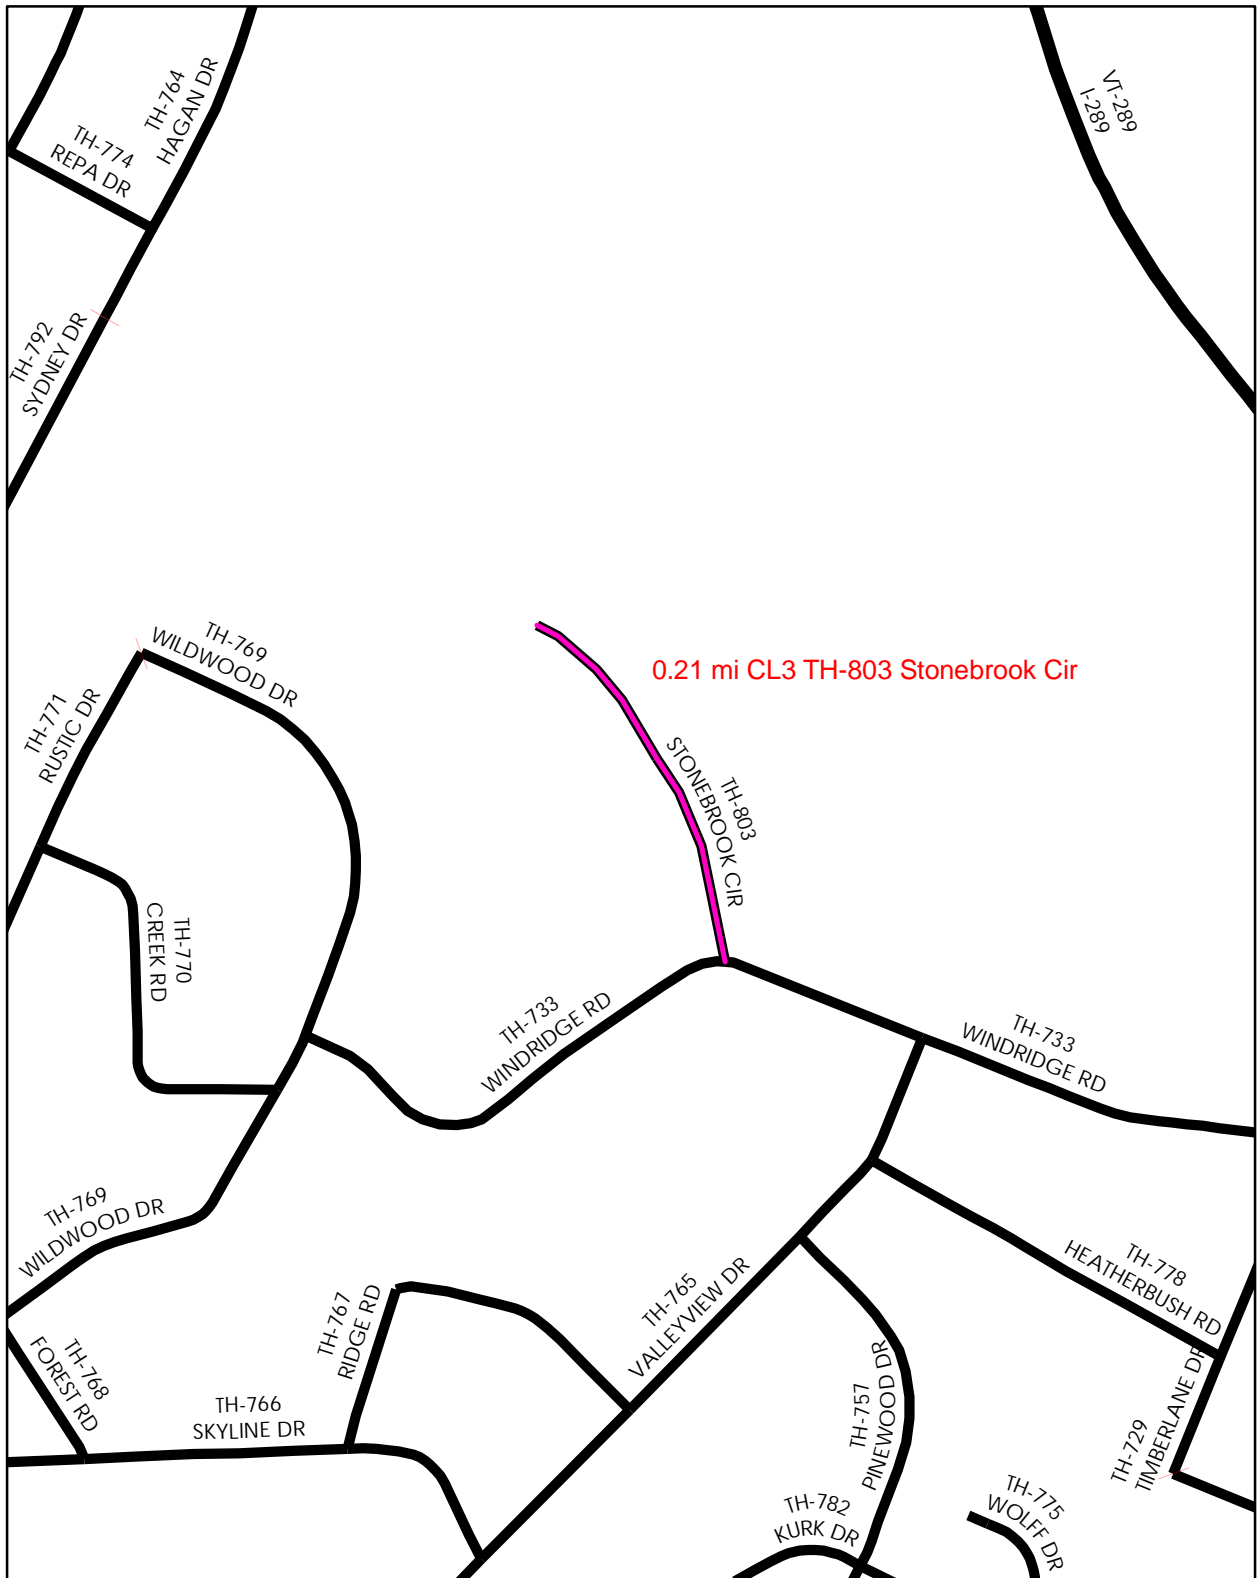 TH-764
HAGAN DR
VT-289
I-289
TH-774
REPA DR
TH-792
SYDNEY DR
TH-769
WILDWOOD DR
0.21 mi CL3 TH-803 Stonebrook Cir
TH-771
RUSTIC DR
TH-803
STONEBROOK CIR
TH-770
CREEK RD
TH-733
WINDRIDGE RD
TH-733
WINDRIDGE RD
TH-769
WILDWOOD DR
TH-778
HEATHERBUSH RD
TH-765
VALLEYVIEW DR
TH-767
RIDGE RD
TH-768
FOREST RD
TH-766
SKYLINE DR
TH-757
PINEWOOD DR
TH-729
TIMBERLANE DR
TH-782
KURK DR
TH-775
WOLFF DR